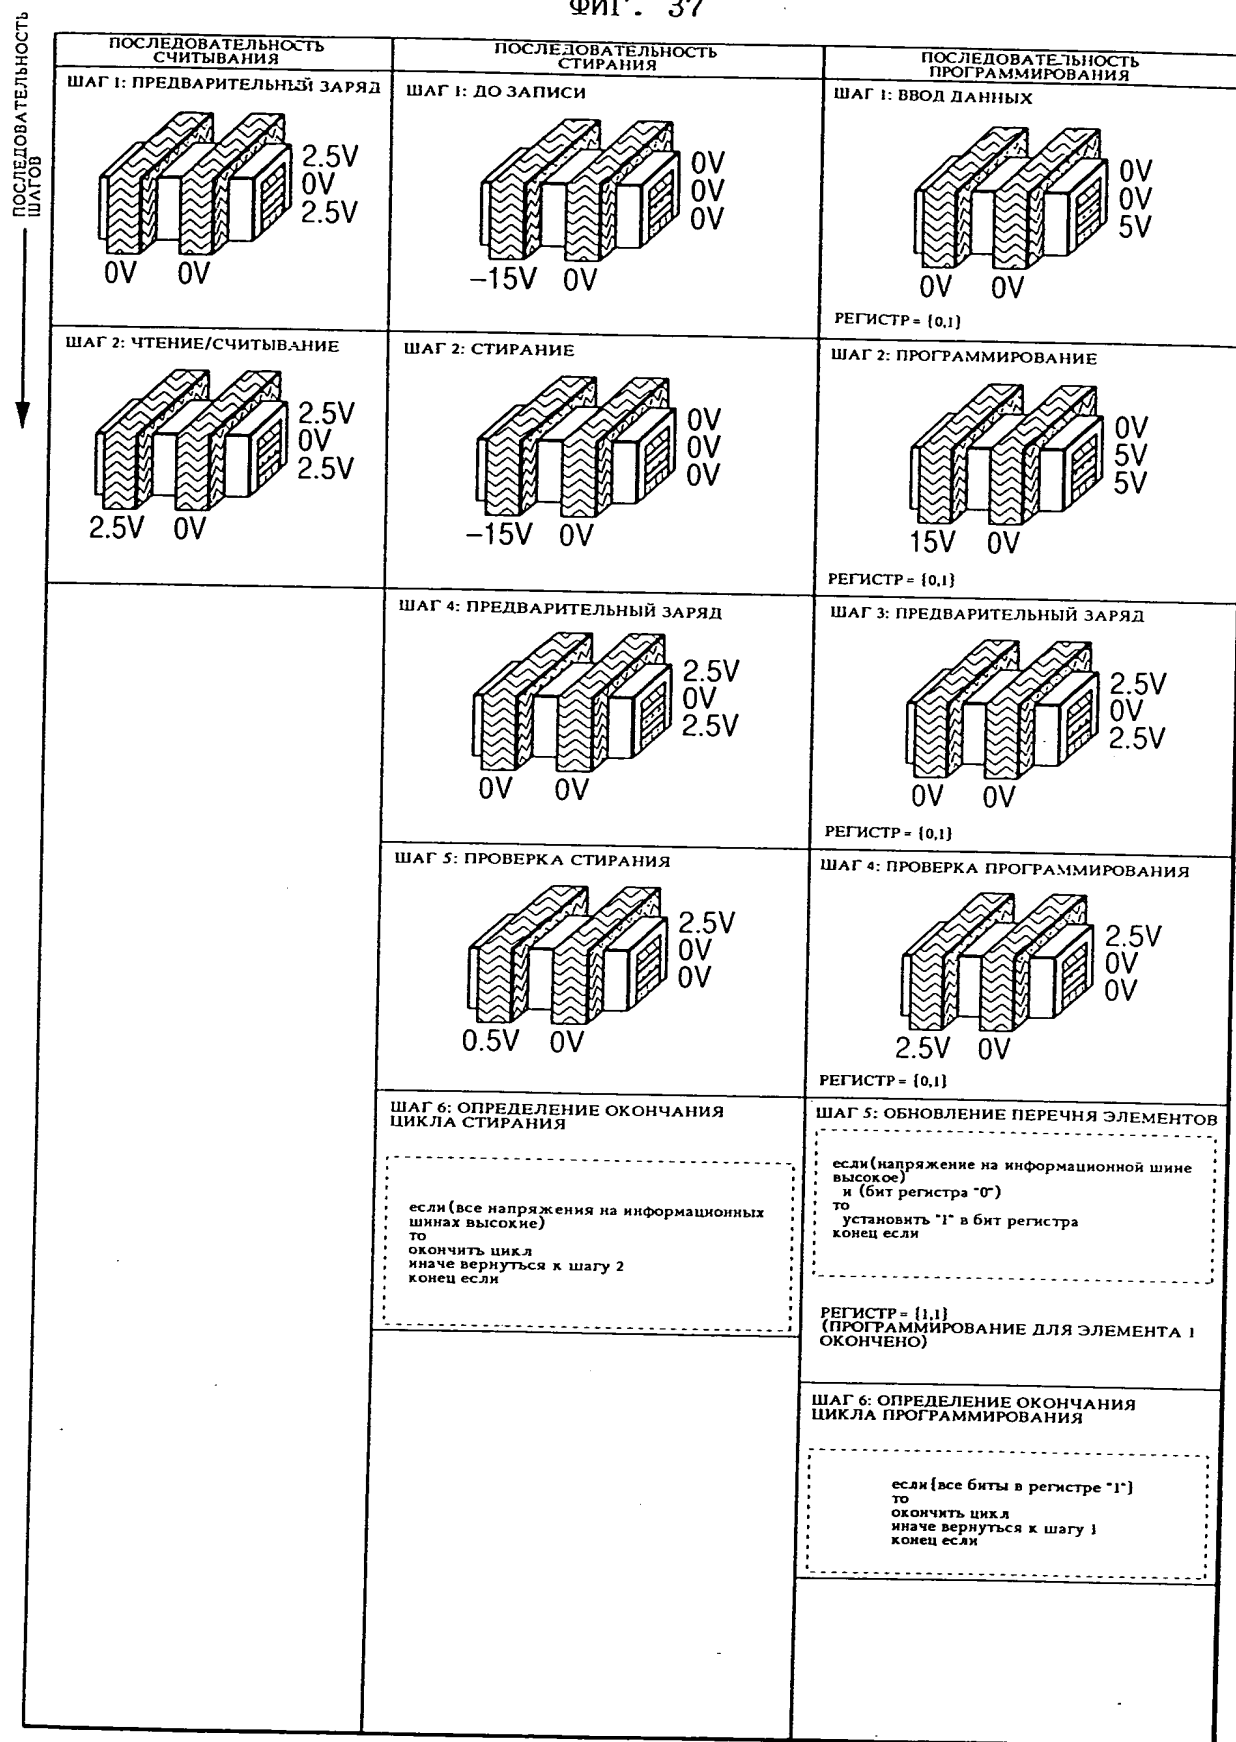 ФИГ. 37
ПОСЛЕДОВАТЕЛЬНОСТЬ
ШАГОВ
ПОСЛЕДОВАТЕЛЬНОСТЬ
СЧИТЫВАНИЯ
ШАГ 1: ПРЕДВАРИТЕЛЬНЫЙ ЗАРЯД
2.5V
0V
2.5V
0V 0V
ШАГ 2: ЧТЕНИЕ/СЧИТЫВАНИЕ
2.5V
0V
2.5V
2.5V 0V
ПОСЛЕДОВАТЕЛЬНОСТЬ
СТИРАНИЯ
ШАГ 1: ДО ЗАПИСИ
0V
0V
0V
–15V 0V
ШАГ 2: СТИРАНИЕ
0V
0V
0V
–15V 0V
ШАГ 4: ПРЕДВАРИТЕЛЬНЫЙ ЗАРЯД
2.5V
0V
2.5V
0V 0V
ШАГ 5: ПРОВЕРКА СТИРАНИЯ
2.5V
0V
0V
0.5V 0V
ШАГ 6: ОПРЕДЕЛЕНИЕ ОКОНЧАНИЯ
ЦИКЛА СТИРАНИЯ
если (все напряжения на информационных
шинах высокие)
то
окончить цикл
иначе вернуться к шагу 2
конец если
ПОСЛЕДОВАТЕЛЬНОСТЬ
ПРОГРАММИРОВАНИЯ
ШАГ 1: ВВОД ДАННЫХ
0V
0V
5V
0V 0V
РЕГИСТР = {0,1}
ШАГ 2: ПРОГРАММИРОВАНИЕ
0V
5V
5V
15V 0V
РЕГИСТР = {0,1}
ШАГ 3: ПРЕДВАРИТЕЛЬНЫЙ ЗАРЯД
2.5V
0V
2.5V
0V 0V
РЕГИСТР = {0,1}
ШАГ 4: ПРОВЕРКА ПРОГРАММИРОВАНИЯ
2.5V
0V
0V
2.5V 0V
РЕГИСТР = {0,1}
ШАГ 5: ОБНОВЛЕНИЕ ПЕРЕЧНЯ ЭЛЕМЕНТОВ
если (напряжение на информационной шине
высокое)
и (бит регистра "0")
то
установить "1" в бит регистра
конец если
РЕГИСТР = {1,1}
(ПРОГРАММИРОВАНИЕ ДЛЯ ЭЛЕМЕНТА 1
ОКОНЧЕНО)
ШАГ 6: ОПРЕДЕЛЕНИЕ ОКОНЧАНИЯ
ЦИКЛА ПРОГРАММИРОВАНИЯ
если {все биты в регистре "1"}
то
окончить цикл
иначе вернуться к шагу 1
конец если